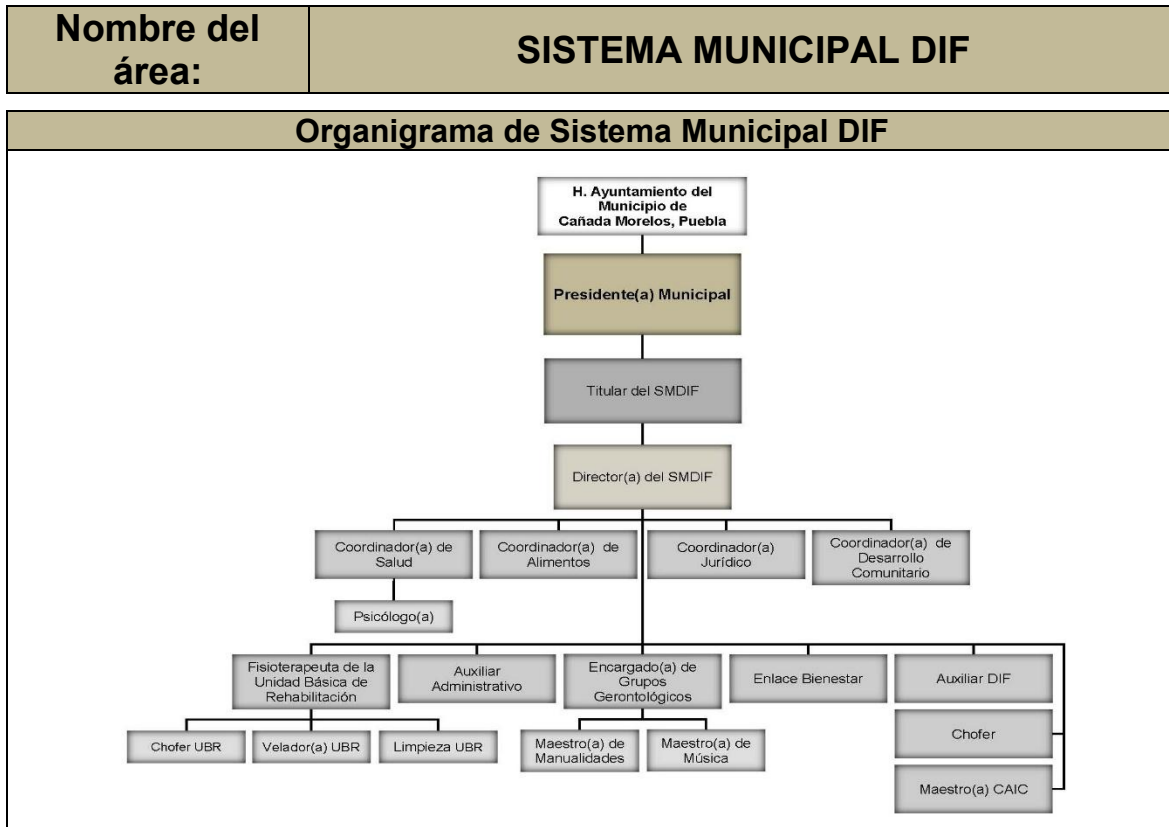 Nombre del
área:
SISTEMA MUNICIPAL DIF
Organigrama de Sistema Municipal DIF
H. Ayuntamiento del
Municipio de
Cañada Morelos, Puebla
Presidente(a) Municipal
Titular del SMDIF
Director(a) del SMDIF
Coordinador(a) de
Salud
Coordinador(a) de
Alimentos
Coordinador(a)
Jurídico
Coordinador(a) de
Desarrollo
Comunitario
Psicólogo(a)
Fisioterapeuta de la
Unidad Básica de
Rehabilitación
Auxiliar
Administrativo
Encargado(a) de
Grupos
Gerontológicos
Enlace Bienestar
Auxiliar DIF
Chofer UBR
Velador(a) UBR
Limpieza UBR
Maestro(a) de
Manualidades
Maestro(a) de
Música
Chofer
Maestro(a) CAIC